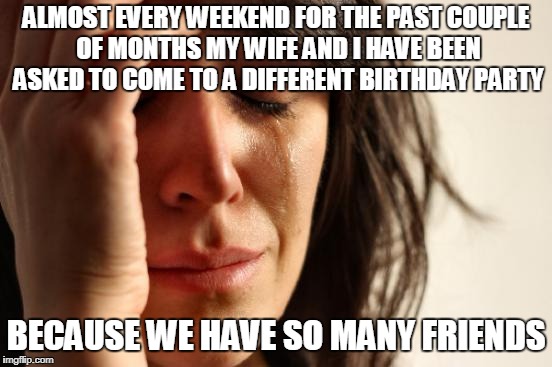 ALMOST EVERY WEEKEND FOR THE PAST COUPLE
OF MONTHS MY WIFE AND I HAVE BEEN
ASKED TO COME TO A DIFFERENT BIRTHDAY PARTY
BECAUSE WE HAVE SO MANY FRIENDS
imgflip.com